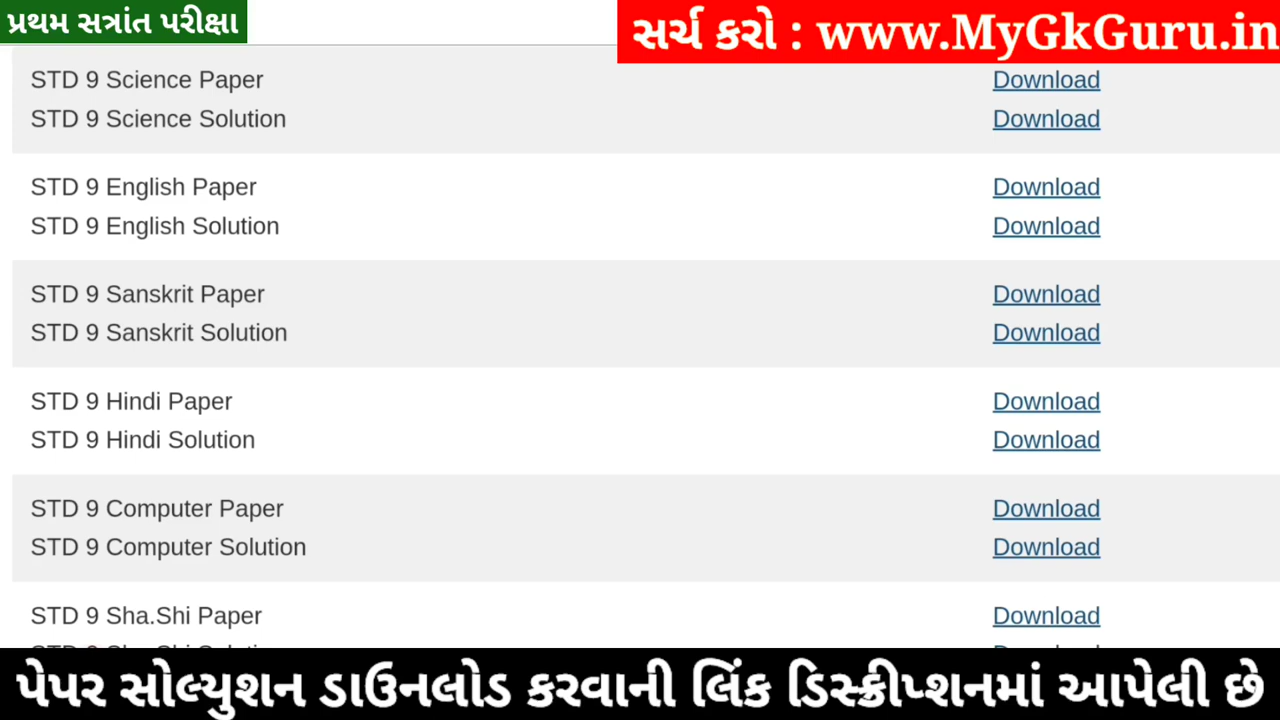 પ્રથમ સત્રાંત પરીક્ષા
સર્ચ કરો : www.MyGkGuru.in
STD 9 Science Paper Download
STD 9 Science Solution Download
STD 9 English Paper Download
STD 9 English Solution Download
STD 9 Sanskrit Paper Download
STD 9 Sanskrit Solution Download
STD 9 Hindi Paper Download
STD 9 Hindi Solution Download
STD 9 Computer Paper Download
STD 9 Computer Solution Download
STD 9 Sha.Shi Paper Download
પેપર સોલ્યુશન ડાઉનલોડ કરવાની લિંક ડિસ્ક્રીપ્શનમાં આપેલી છે